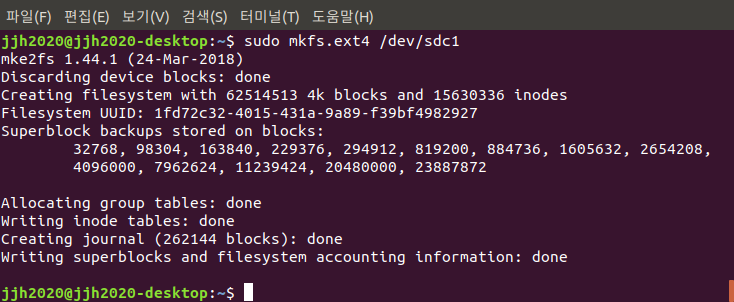 파일(F) 편집(E) 보기(V) 검색(S) 터미널(T) 도움말(H)
jjh2020@jjh2020-desktop:~$ sudo mkfs.ext4 /dev/sdc1
mke2fs 1.44.1 (24-Mar-2018)
Discarding device blocks: done
Creating filesystem with 62514513 4k blocks and 15630336 inodes
Filesystem UUID: 1fd72c32-4015-431a-9a89-f39bf4982927
Superblock backups stored on blocks:
        32768, 98304, 163840, 229376, 294912, 819200, 884736, 1605632, 2654208,
        4096000, 7962624, 11239424, 20480000, 23887872

Allocating group tables: done
Writing inode tables: done
Creating journal (262144 blocks): done
Writing superblocks and filesystem accounting information: done

jjh2020@jjh2020-desktop:~$